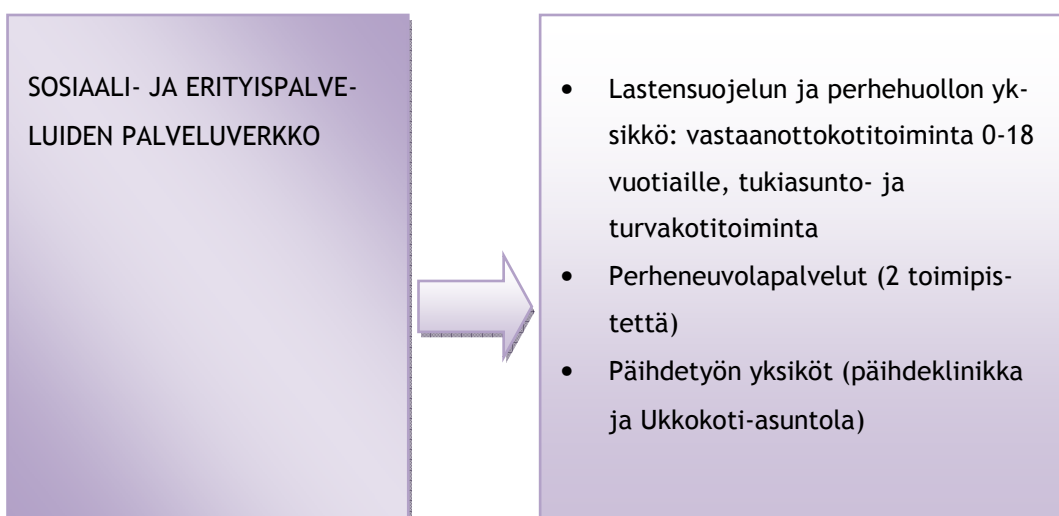 SOSIAALI- JA ERITYISPALVE-
LUIDEN PALVELUVERKKO
• Lastensuojelun ja perhehuollon yk-
sikkö: vastaanottokotitoiminta 0-18
vuotiaille, tukiasunto- ja
turvakotitoiminta
• Perheneuvolapalvelut (2 toimipis-
tettä)
• Päihdetyön yksiköt (päihdeklinikka
ja Ukkokoti-asuntola)